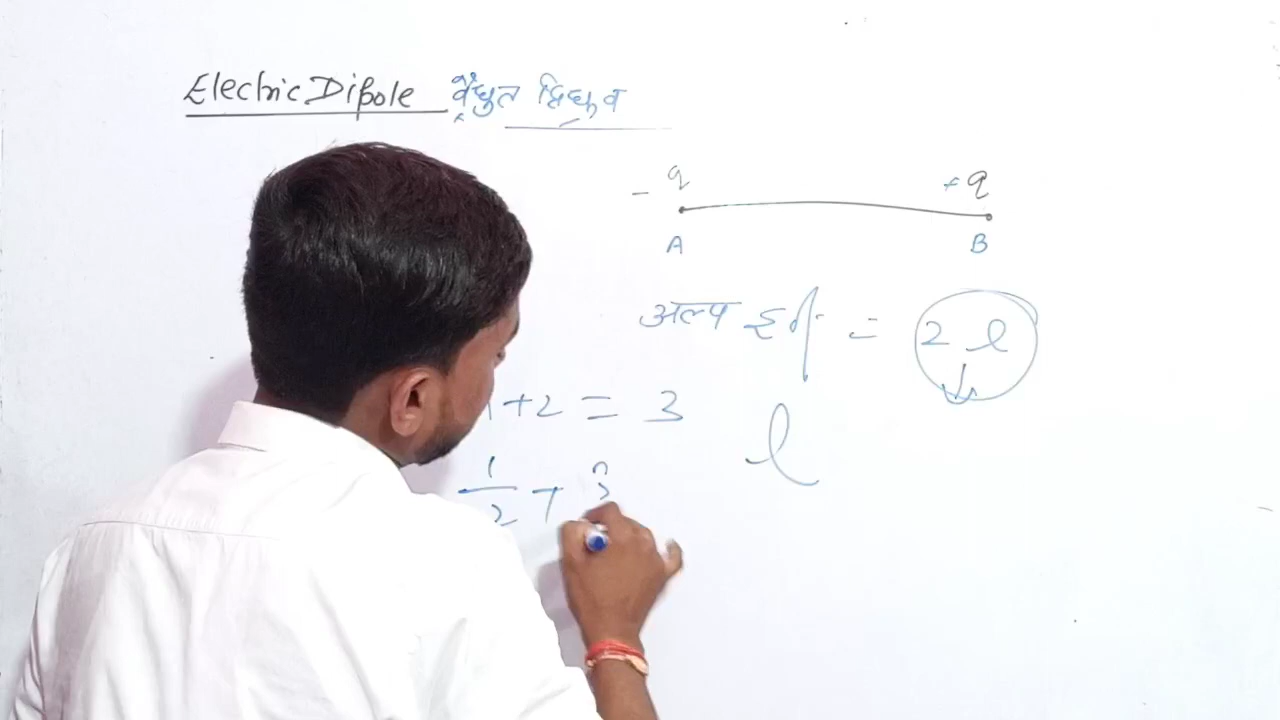 Electric Dipole वैधुत द्विध्रुव
- q + q
A B
अल्प दूरी = 2 l
1 + 2 = 3 l
1/2 +